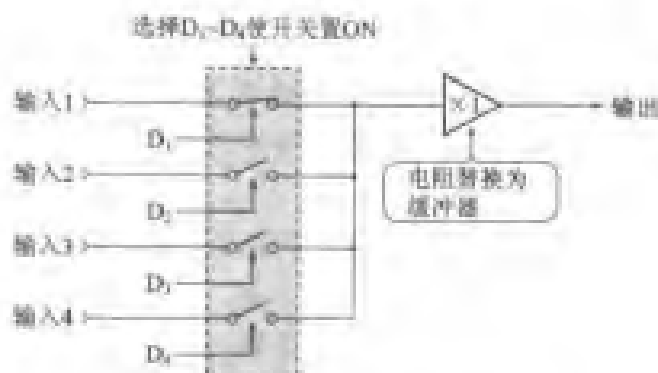 选择D₁~D₄使开关置ON
输入1
D₁
输入2
D₂
输入3
D₃
输入4
D₄
×1
输出
电阻替换为
缓冲器